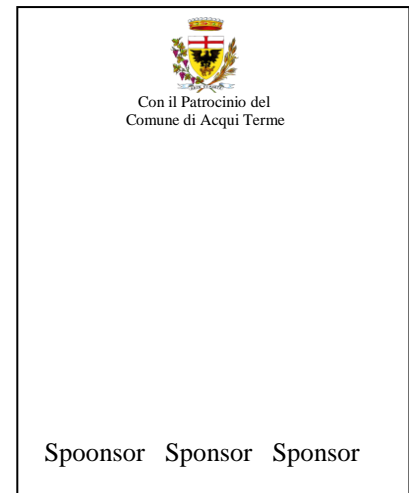 Con il Patrocinio del
Comune di Acqui Terme
Spoonsor Sponsor Sponsor